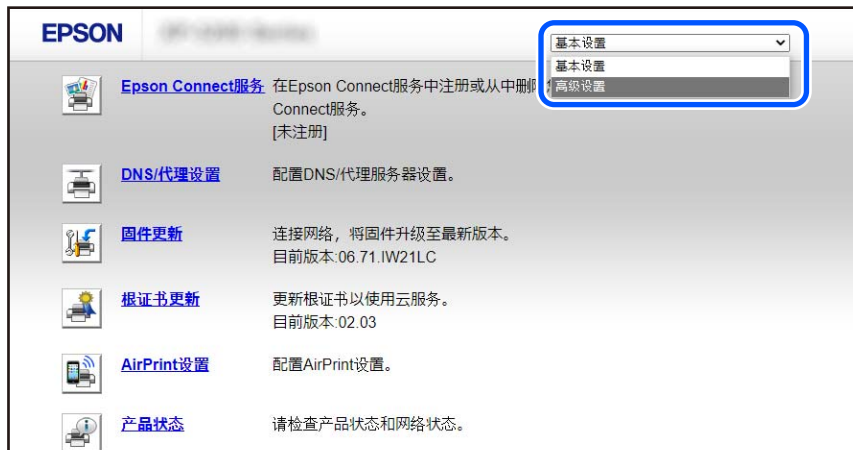 EPSON
基本设置
基本设置
高级设置
Epson Connect服务 在Epson Connect服务中注册或从中删除
Connect服务。
[未注册]
DNS/代理设置 配置DNS/代理服务器设置。
固件更新 连接网络，将固件升级至最新版本。
目前版本:06.71.IW21LC
根证书更新 更新根证书以使用云服务。
目前版本:02.03
AirPrint设置 配置AirPrint设置。
产品状态 请检查产品状态和网络状态。